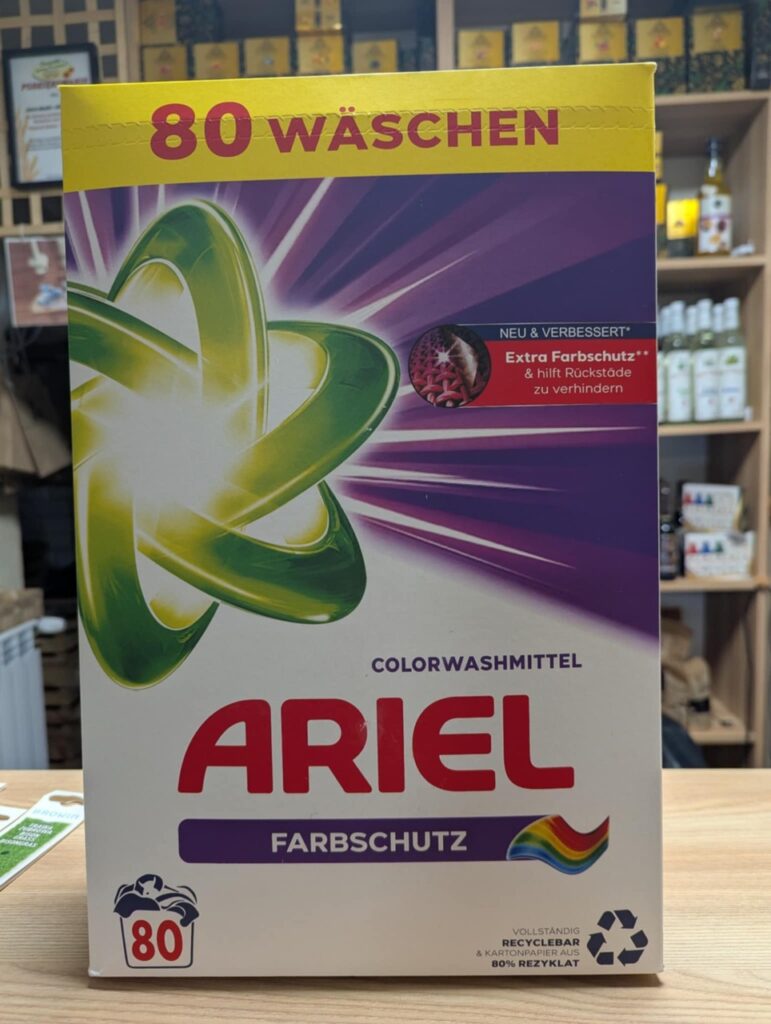 80 WÄSCHEN
NEU & VERBESSERT*
Extra Farbschutz**
& hilft Rückstäde
zu verhindern
COLORWASHMITTEL
ARIEL
FARBSCHUTZ
80
VOLLSTÄNDIG
RECYCLEBAR
& KARTONPAPIER AUS
80% REZYKLAT